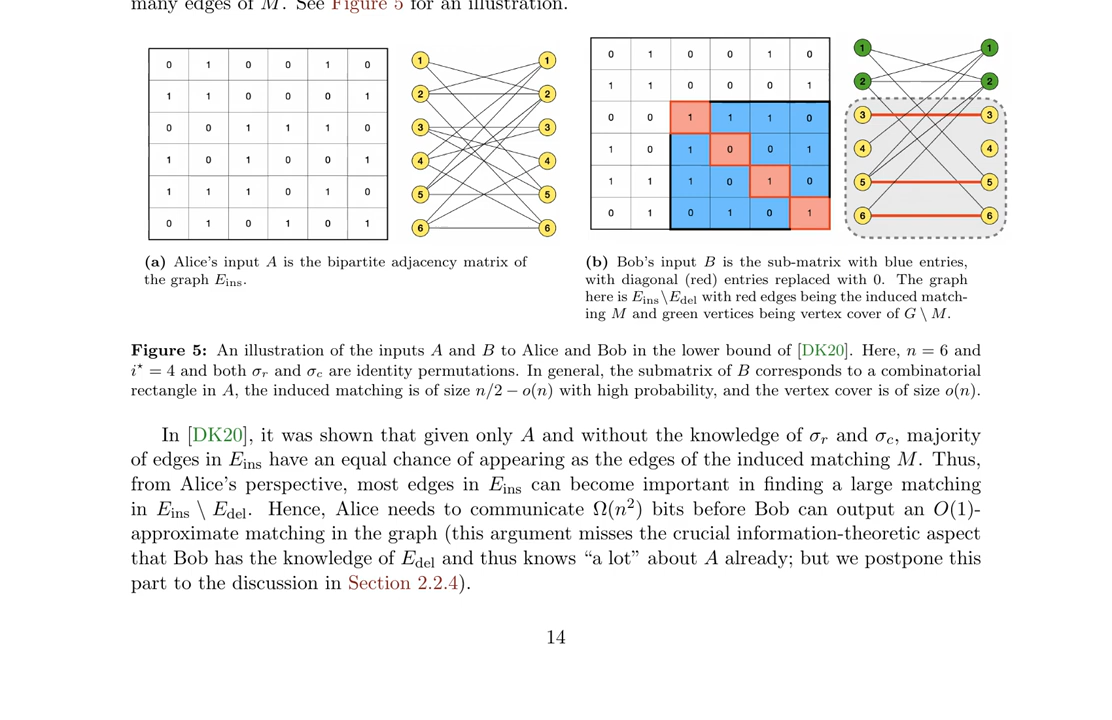 many edges of M. See Figure 5 for an illustration.
0 1 0 0 1 0
1 1 0 0 0 1
0 0 1 1 1 0
1 0 1 0 0 1
1 1 1 0 1 0
0 1 0 1 0 1
1 1
2 2
3 3
4 4
5 5
6 6
(a) Alice's input A is the bipartite adjacency matrix of
the graph Eins.
0 1 0 0 1 0
1 1 0 0 0 1
0 0 1 1 1 0
1 0 1 0 0 1
1 1 1 0 1 0
0 1 0 1 0 1
1 1
2 2
3 3
4 4
5 5
6 6
(b) Bob's input B is the sub-matrix with blue entries,
with diagonal (red) entries replaced with 0. The graph
here is Eins\Edel with red edges being the induced match-
ing M and green vertices being vertex cover of G \ M.
Figure 5: An illustration of the inputs A and B to Alice and Bob in the lower bound of [DK20]. Here, n = 6 and
i⋆ = 4 and both σr and σc are identity permutations. In general, the submatrix of B corresponds to a combinatorial
rectangle in A, the induced matching is of size n/2 − o(n) with high probability, and the vertex cover is of size o(n).
In [DK20], it was shown that given only A and without the knowledge of σr and σc, majority
of edges in Eins have an equal chance of appearing as the edges of the induced matching M. Thus,
from Alice's perspective, most edges in Eins can become important in finding a large matching
in Eins \ Edel. Hence, Alice needs to communicate Ω(n²) bits before Bob can output an O(1)-
approximate matching in the graph (this argument misses the crucial information-theoretic aspect
that Bob has the knowledge of Edel and thus knows “a lot” about A already; but we postpone this
part to the discussion in Section 2.2.4).
14